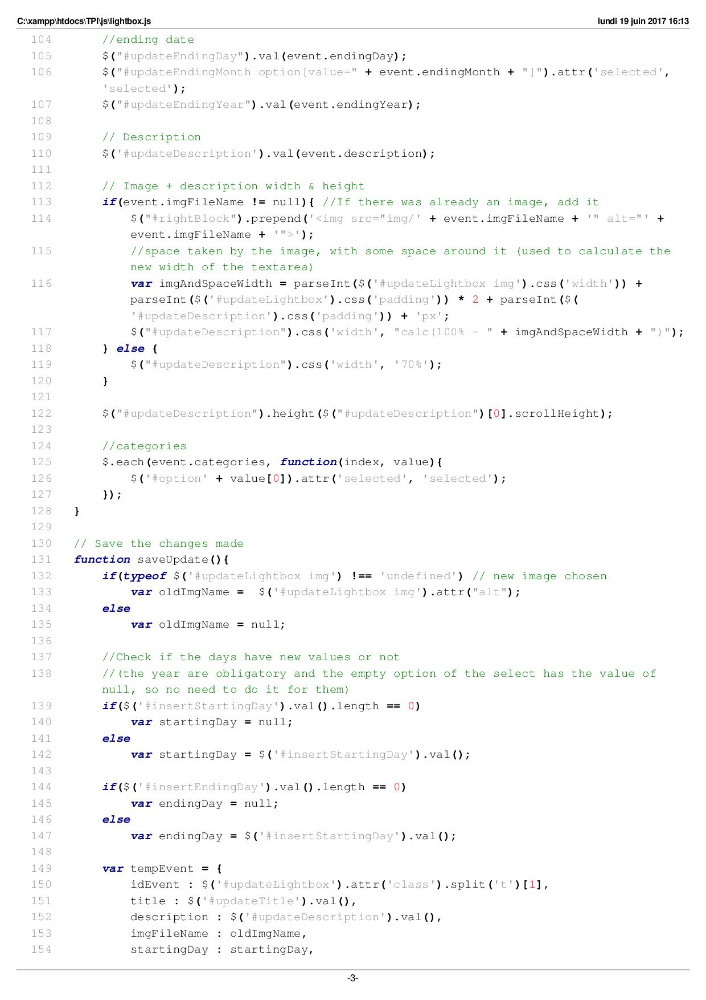 C:\xampp\htdocs\TPI\js\lightbox.js lundi 19 juin 2017 16:13
104 //ending date
105 $("#updateEndingDay").val(event.endingDay);
106 $("#updateEndingMonth option[value=" + event.endingMonth + "]").attr('selected',
'selected');
107 $("#updateEndingYear").val(event.endingYear);
108
109 // Description
110 $('#updateDescription').val(event.description);
111
112 // Image + description width & height
113 if(event.imgFileName != null){ //If there was already an image, add it
114 $("#rightBlock").prepend('<img src="img/' + event.imgFileName + '" alt="' +
event.imgFileName + '">');
115 //space taken by the image, with some space around it (used to calculate the
new width of the textarea)
116 var imgAndSpaceWidth = parseInt($('#updateLightbox img').css('width')) +
parseInt($('#updateLightbox').css('padding')) * 2 + parseInt($(
'#updateDescription').css('padding')) + 'px';
117 $("#updateDescription").css('width', "calc(100% - " + imgAndSpaceWidth + ")");
118 } else {
119 $("#updateDescription").css('width', '70%');
120 }
121
122 $("#updateDescription").height($("#updateDescription")[0].scrollHeight);
123
124 //categories
125 $.each(event.categories, function(index, value){
126 $('#option' + value[0]).attr('selected', 'selected');
127 });
128 }
129
130 // Save the changes made
131 function saveUpdate(){
132 if(typeof $('#updateLightbox img') !== 'undefined') // new image chosen
133 var oldImgName =  $('#updateLightbox img').attr("alt");
134 else
135 var oldImgName = null;
136
137 //Check if the days have new values or not
138 //(the year are obligatory and the empty option of the select has the value of
null, so no need to do it for them)
139 if($('#insertStartingDay').val().length == 0)
140 var startingDay = null;
141 else
142 var startingDay = $('#insertStartingDay').val();
143
144 if($('#insertEndingDay').val().length == 0)
145 var endingDay = null;
146 else
147 var endingDay = $('#insertStartingDay').val();
148
149 var tempEvent = {
150 idEvent : $('#updateLightbox').attr('class').split('t')[1],
151 title : $('#updateTitle').val(),
152 description : $('#updateDescription').val(),
153 imgFileName : oldImgName,
154 startingDay : startingDay,
-3-